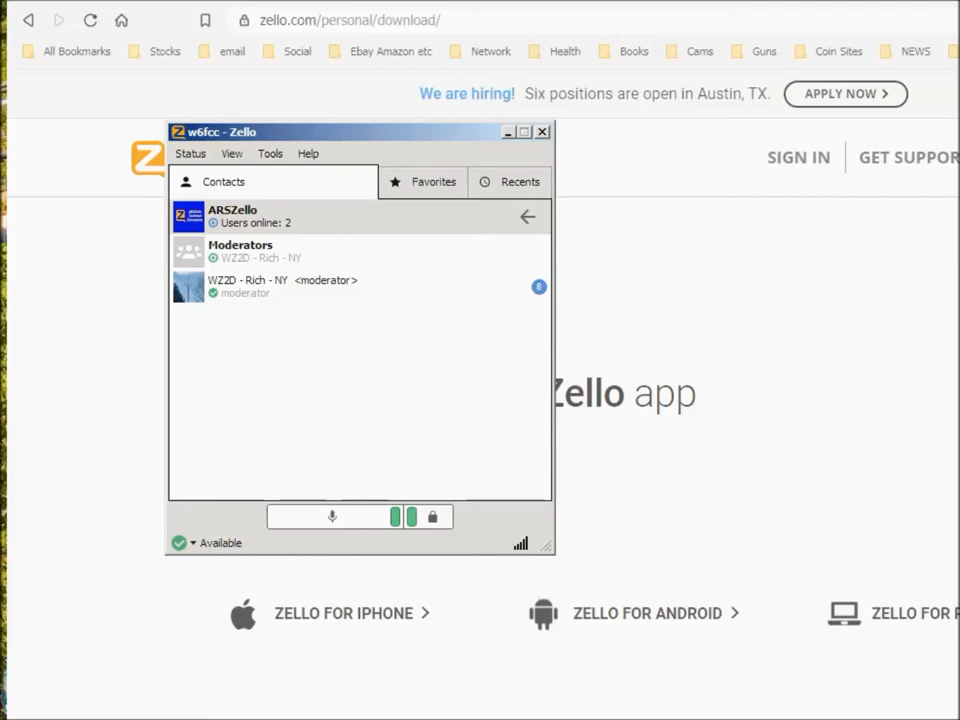 zello.com/personal/download/
All Bookmarks Stocks email Social Ebay Amazon etc Network Health Books Cams Guns Coin Sites NEWS
We are hiring! Six positions are open in Austin, TX. APPLY NOW
w6fcc - Zello
SIGN IN GET SUPPOR
Status View Tools Help
Contacts Favorites Recents
ARSZello
Users online: 2
Moderators
WZ2D - Rich - NY
WZ2D - Rich - NY <moderator>
moderator
8
Zello app
Available
ZELLO FOR IPHONE ZELLO FOR ANDROID ZELLO FOR P